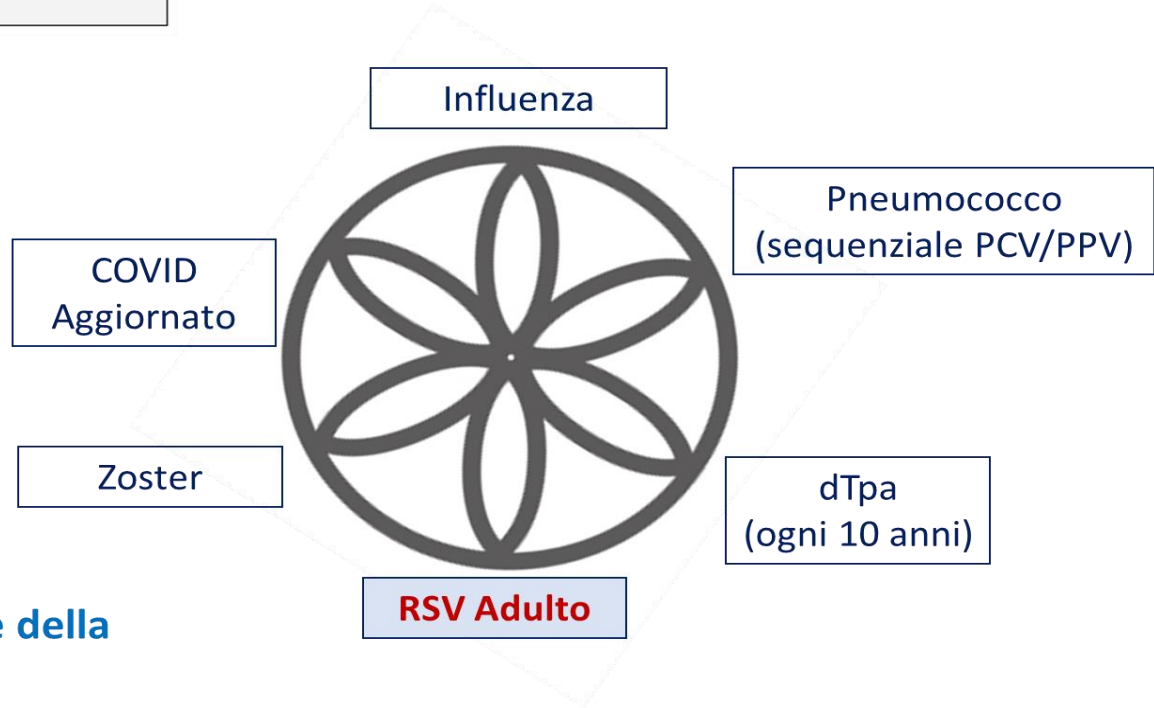 Influenza
Pneumococco
(sequenziale PCV/PPV)
COVID
Aggiornato
Zoster
dTpa
(ogni 10 anni)
RSV Adulto
della